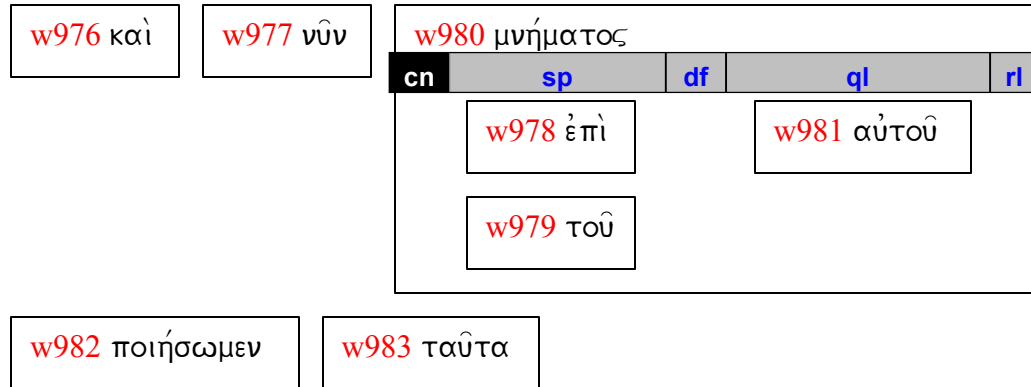 w976 καὶ w977 νῦν w980 μνήματος
cn sp df ql rl
w978 ἐπὶ w981 αὐτοῦ
w979 τοῦ
w982 ποιήσωμεν w983 ταῦτα